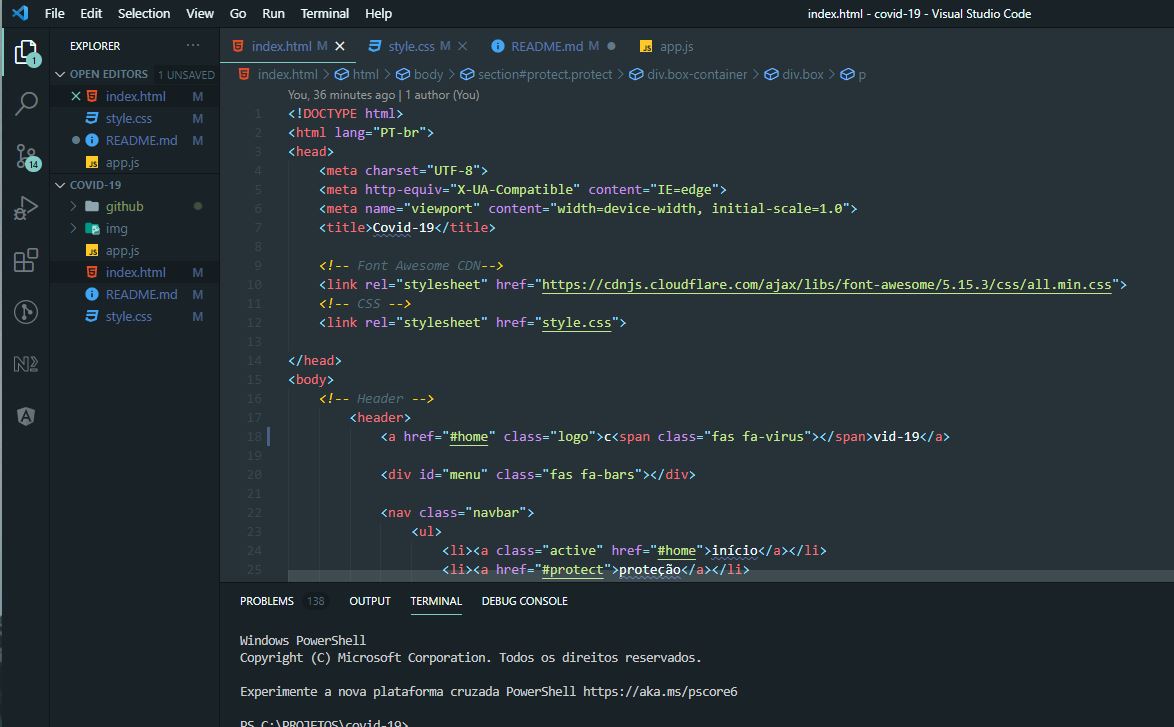 File Edit Selection View Go Run Terminal Help
index.html - covid-19 - Visual Studio Code
1
14
EXPLORER ...
OPEN EDITORS 1 UNSAVED
index.html M
style.css M
README.md M
app.js
COVID-19
github
img
app.js
index.html M
README.md M
style.css M
index.html M style.css M README.md M app.js
index.html > html > body > section#protect.protect > div.box-container > div.box > p
You, 36 minutes ago | 1 author (You)
1 <!DOCTYPE html>
2 <html lang="PT-br">
3 <head>
4 <meta charset="UTF-8">
5 <meta http-equiv="X-UA-Compatible" content="IE=edge">
6 <meta name="viewport" content="width=device-width, initial-scale=1.0">
7 <title>Covid-19</title>
8
9 <!-- Font Awesome CDN-->
10 <link rel="stylesheet" href="https://cdnjs.cloudflare.com/ajax/libs/font-awesome/5.15.3/css/all.min.css">
11 <!-- CSS -->
12 <link rel="stylesheet" href="style.css">
13
14 </head>
15 <body>
16 <!-- Header -->
17 <header>
18 <a href="#home" class="logo">c<span class="fas fa-virus"></span>vid-19</a>
19
20 <div id="menu" class="fas fa-bars"></div>
21
22 <nav class="navbar">
23 <ul>
24 <li><a class="active" href="#home">início</a></li>
25 <li><a href="#protect">proteção</a></li>
PROBLEMS 138 OUTPUT TERMINAL DEBUG CONSOLE
Windows PowerShell
Copyright (C) Microsoft Corporation. Todos os direitos reservados.
Experimente a nova plataforma cruzada PowerShell https://aka.ms/pscore6
PS C:\PROJETOS\covid-19>